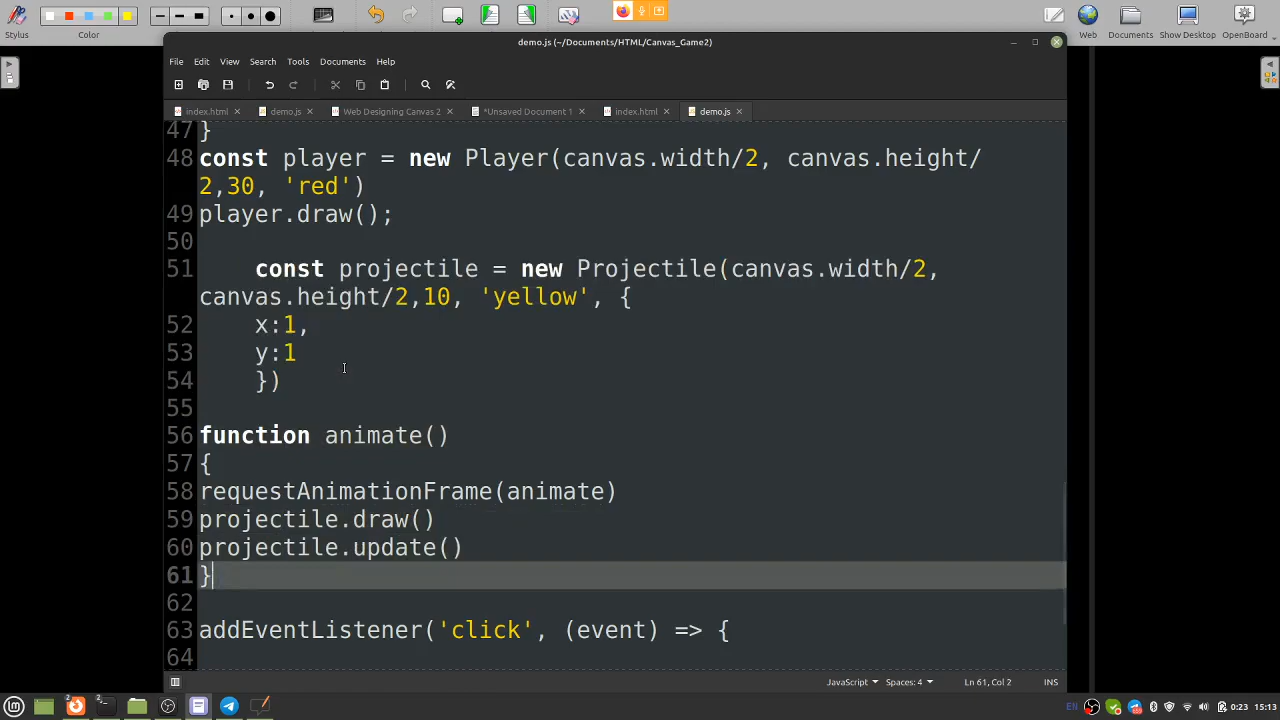 Stylus
Color
Web
Documents
Show Desktop
OpenBoard
demo.js (~/Documents/HTML/Canvas_Game2)
File Edit View Search Tools Documents Help
index.html demo.js Web Designing Canvas 2 *Unsaved Document 1 index.html demo.js
47 }
48 const player = new Player(canvas.width/2, canvas.height/
2,30, 'red')
49 player.draw();
50
51 const projectile = new Projectile(canvas.width/2,
canvas.height/2,10, 'yellow', {
52 x:1,
53 y:1
54 })
55
56 function animate()
57 {
58 requestAnimationFrame(animate)
59 projectile.draw()
60 projectile.update()
61 }
62
63 addEventListener('click', (event) => {
64
JavaScript Spaces: 4 Ln 61, Col 2 INS
2 2 EN 0:23 15:13